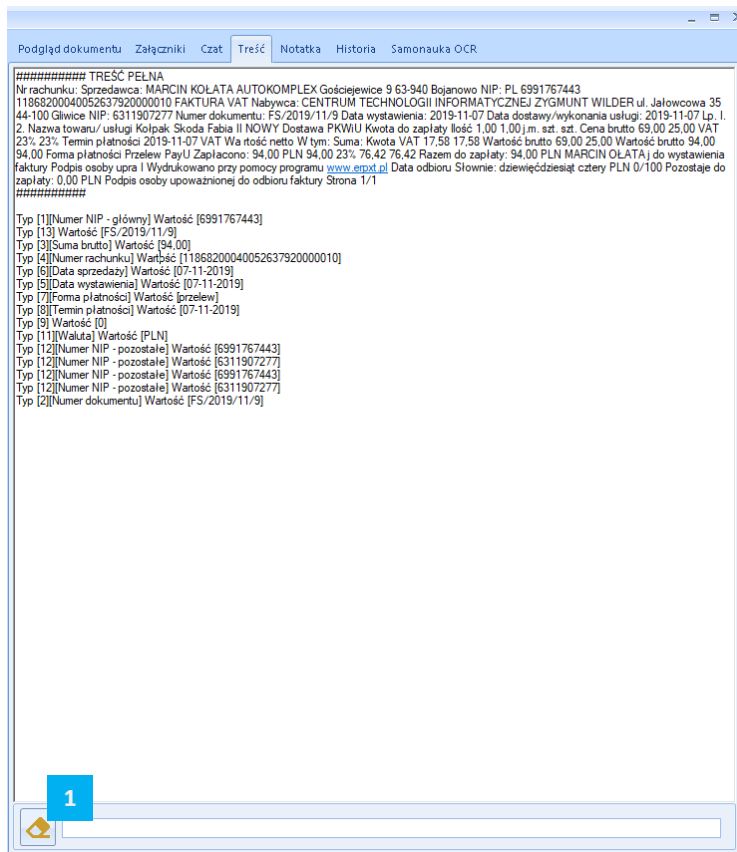 Podgląd dokumentu Załączniki Czat Treść Notatka Historia Samonauka OCR
########## TREŚĆ PEŁNA
Nr rachunku: Sprzedawca: MARCIN KOŁATA AUTOKOMPLEX Gościejewice 9 63-940 Bojanowo NIP: PL 6991767443
11868200040052637920000010 FAKTURA VAT Nabywca: CENTRUM TECHNOLOGII INFORMATYCZNEJ ZYGMUNT WILDER ul. Jałowcowa 35
44-100 Gliwice NIP: 6311907277 Numer dokumentu: FS/2019/11/9 Data wystawienia: 2019-11-07 Data dostawy/wykonania usługi: 2019-11-07 Lp. I.
2. Nazwa towaru/ usługi Kołpak Skoda Fabia II NOWY Dostawa PKWiU Kwota do zapłaty Ilość 1,00 1,00 j.m. szt. szt. Cena brutto 69,00 25,00 VAT
23% 23% Termin płatności 2019-11-07 VAT Wa rtość netto W tym: Suma: Kwota VAT 17,58 17,58 Wartość brutto 69,00 25,00 Wartość brutto 94,00
94,00 Foma płatności Przelew PayU Zapłacono: 94,00 PLN 94,00 23% 76,42 76,42 Razem do zapłaty: 94,00 PLN MARCIN OŁATA j do wystawienia
faktury Podpis osoby upra I Wydrukowano przy pomocy programu www.erpxt.pl Data odbioru Słownie: dziewięćdziesiąt cztery PLN 0/100 Pozostaje do
zapłaty: 0,00 PLN Podpis osoby upoważnionej do odbioru faktury Strona 1/1
##########
Typ [1][Numer NIP - główny] Wartość [6991767443]
Typ [13] Wartość [FS/2019/11/9]
Typ [3][Suma brutto] Wartość [94,00]
Typ [4][Numer rachunku] Wartość [11868200040052637920000010]
Typ [6][Data sprzedaży] Wartość [07-11-2019]
Typ [5][Data wystawienia] Wartość [07-11-2019]
Typ [7][Forma płatności] Wartość [przelew]
Typ [8][Termin płatności] Wartość [07-11-2019]
Typ [9] Wartość [0]
Typ [11][Waluta] Wartość [PLN]
Typ [12][Numer NIP - pozostałe] Wartość [6991767443]
Typ [12][Numer NIP - pozostałe] Wartość [6311907277]
Typ [12][Numer NIP - pozostałe] Wartość [6991767443]
Typ [12][Numer NIP - pozostałe] Wartość [6311907277]
Typ [2][Numer dokumentu] Wartość [FS/2019/11/9]
1